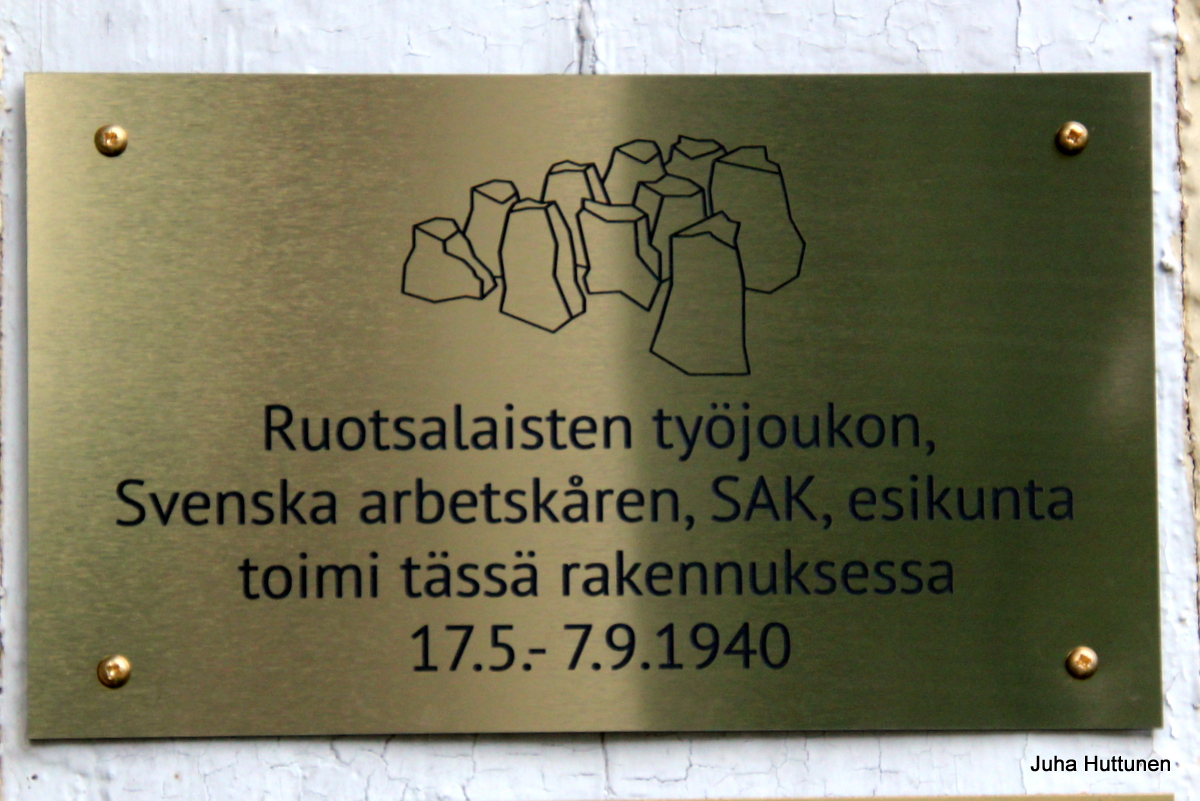 Ruotsalaisten työjoukon,
Svenska arbetskåren, SAK, esikunta
toimi tässä rakennuksessa
17.5.- 7.9.1940
Juha Huttunen